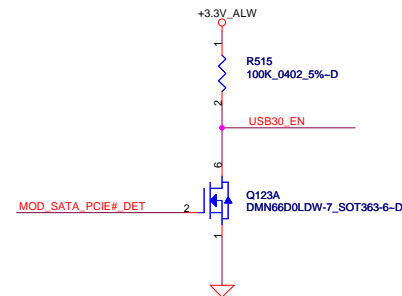 +3.3V_ALW
1
R515
100K_0402_5%~D
2
USB30_EN
6
Q123A
DMN66D0LDW-7_SOT363-6~D
MOD_SATA_PCIE#_DET
2
1